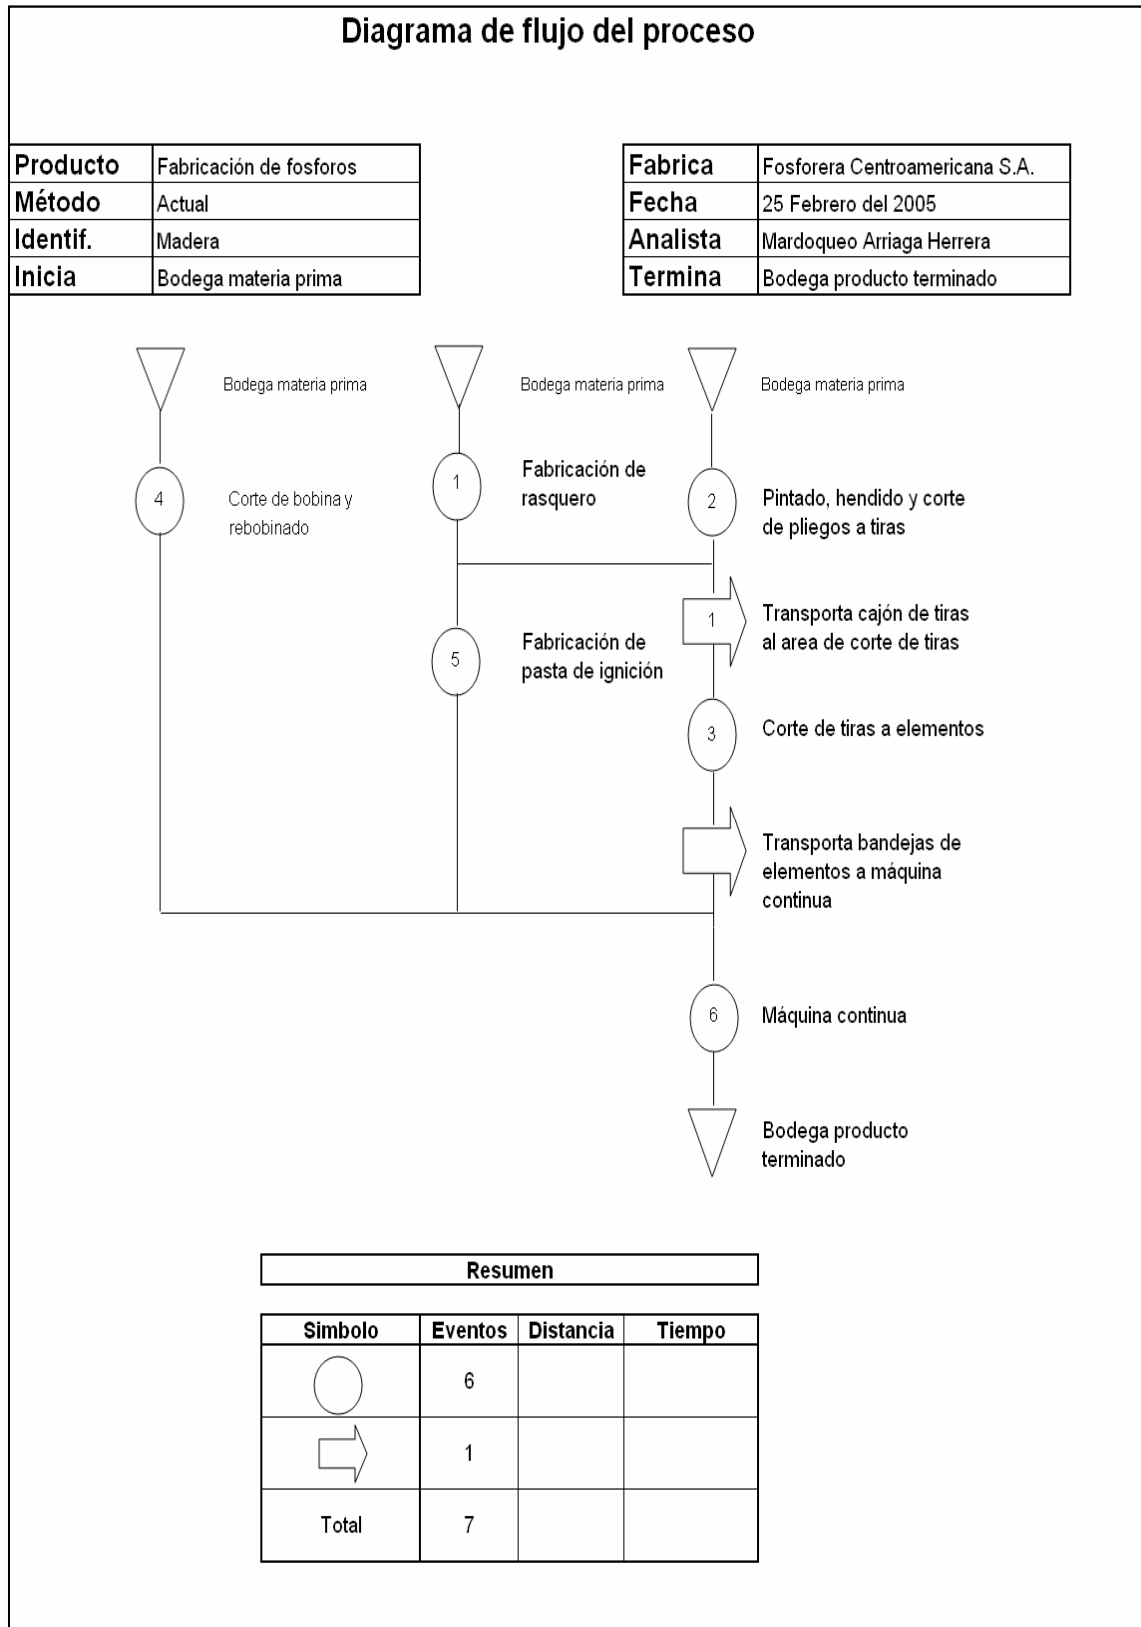 Diagrama de flujo del proceso
Producto Fabricación de fosforos
Método Actual
Identif. Madera
Inicia Bodega materia prima
Fabrica Fosforera Centroamericana S.A.
Fecha 25 Febrero del 2005
Analista Mardoqueo Arriaga Herrera
Termina Bodega producto terminado
Bodega materia prima
Bodega materia prima
Bodega materia prima
4
Corte de bobina y
rebobinado
1
Fabricación de
rasquero
2
Pintado, hendido y corte
de pliegos a tiras
1
Transporta cajón de tiras
al area de corte de tiras
5
Fabricación de
pasta de ignición
3
Corte de tiras a elementos
Transporta bandejas de
elementos a máquina
continua
6
Máquina continua
Bodega producto
terminado
Resumen
Simbolo Eventos Distancia Tiempo
6
1
Total 7